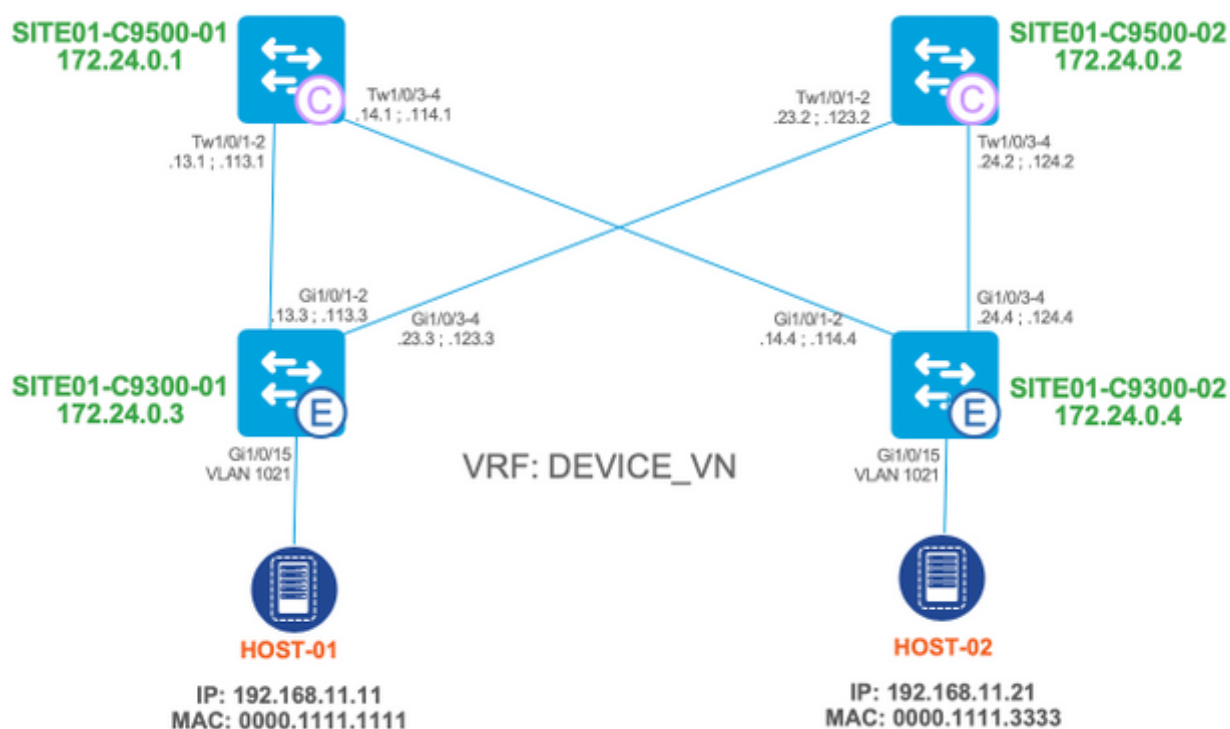 SITE01-C9500-01
172.24.0.1
C
Tw1/0/3-4
.14.1 ; .114.1
Tw1/0/1-2
.13.1 ; .113.1
SITE01-C9500-02
172.24.0.2
C
Tw1/0/1-2
.23.2 ; .123.2
Tw1/0/3-4
.24.2 ; .124.2
Gi1/0/1-2
.13.3 ; .113.3
Gi1/0/3-4
.23.3 ; .123.3
SITE01-C9300-01
172.24.0.3
E
Gi1/0/15
VLAN 1021
Gi1/0/1-2
.14.4 ; .114.4
Gi1/0/3-4
.24.4 ; .124.4
SITE01-C9300-02
172.24.0.4
E
Gi1/0/15
VLAN 1021
VRF: DEVICE_VN
HOST-01
IP: 192.168.11.11
MAC: 0000.1111.1111
HOST-02
IP: 192.168.11.21
MAC: 0000.1111.3333